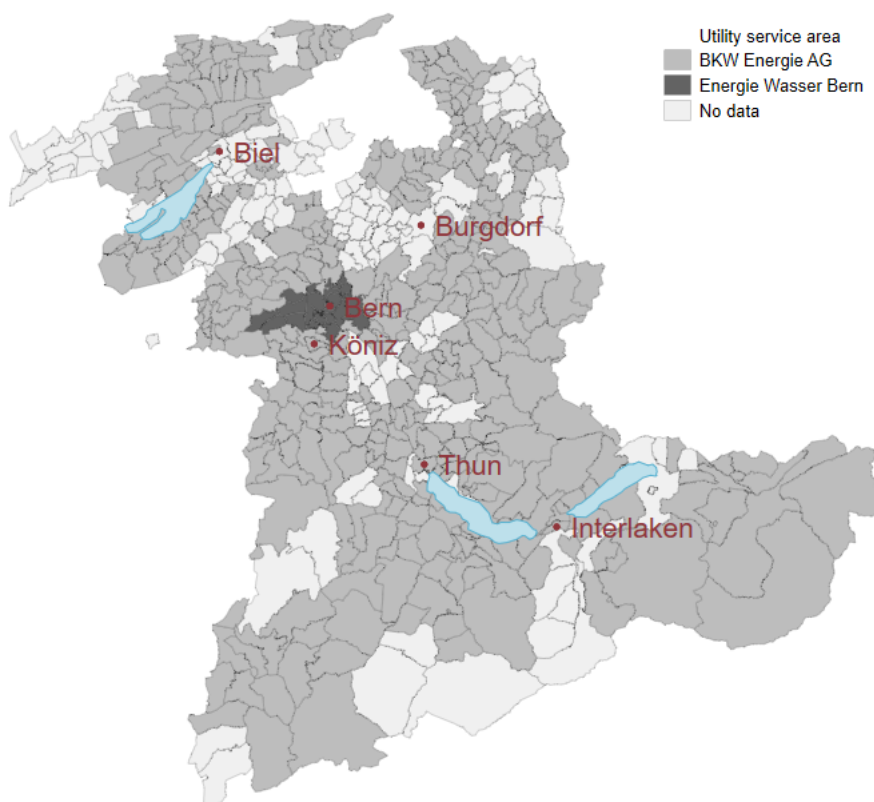 Utility service area
BKW Energie AG
Energie Wasser Bern
No data
Biel
Burgdorf
Bern
Köniz
Thun
Interlaken